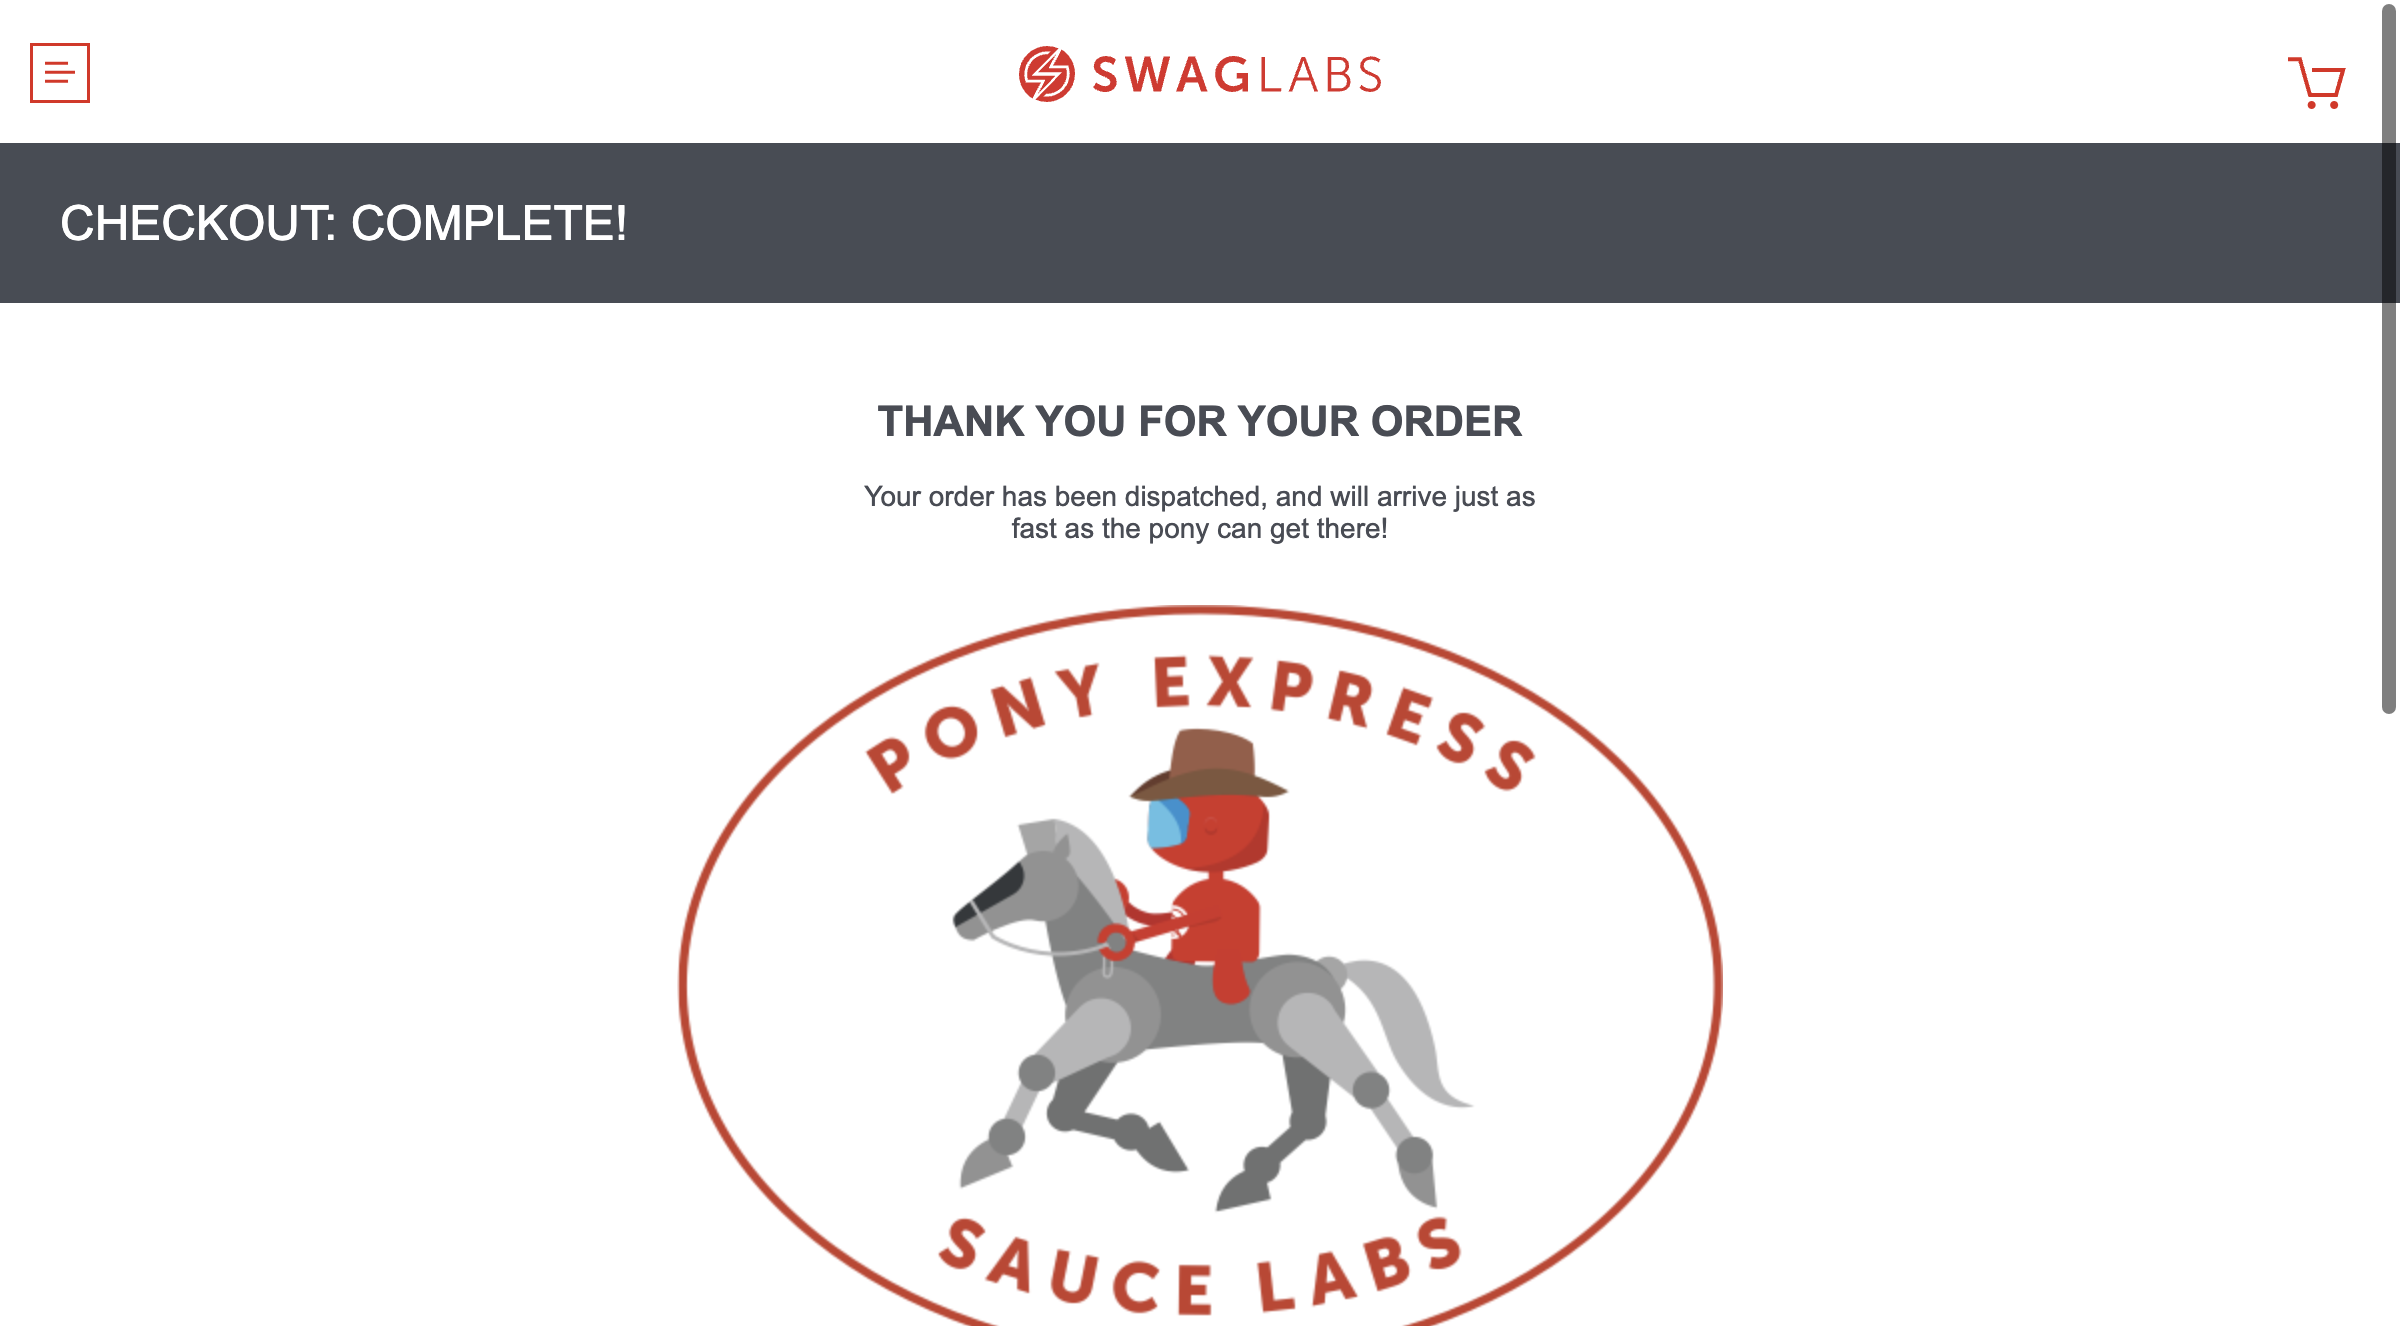 SWAGLABS
CHECKOUT: COMPLETE!
THANK YOU FOR YOUR ORDER
Your order has been dispatched, and will arrive just as
fast as the pony can get there!
PONY EXPRESS
SAUCE LABS